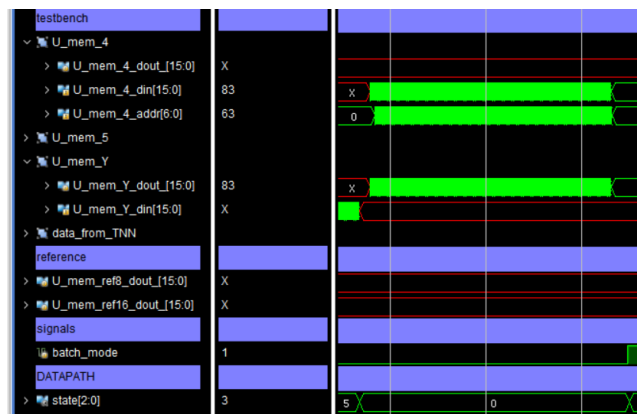 testbench
U_mem_4
U_mem_4_dout_[15:0] X
U_mem_4_din[15:0] 83 X
U_mem_4_addr[6:0] 63 0
U_mem_5
U_mem_Y
U_mem_Y_dout[15:0] 83 X
U_mem_Y_din[15:0] X
data_from_TNN
reference
U_mem_ref8_dout_[15:0] X
U_mem_ref16_dout_[15:0] X
signals
batch_mode 1
DATAPATH
state[2:0] 3 5 0